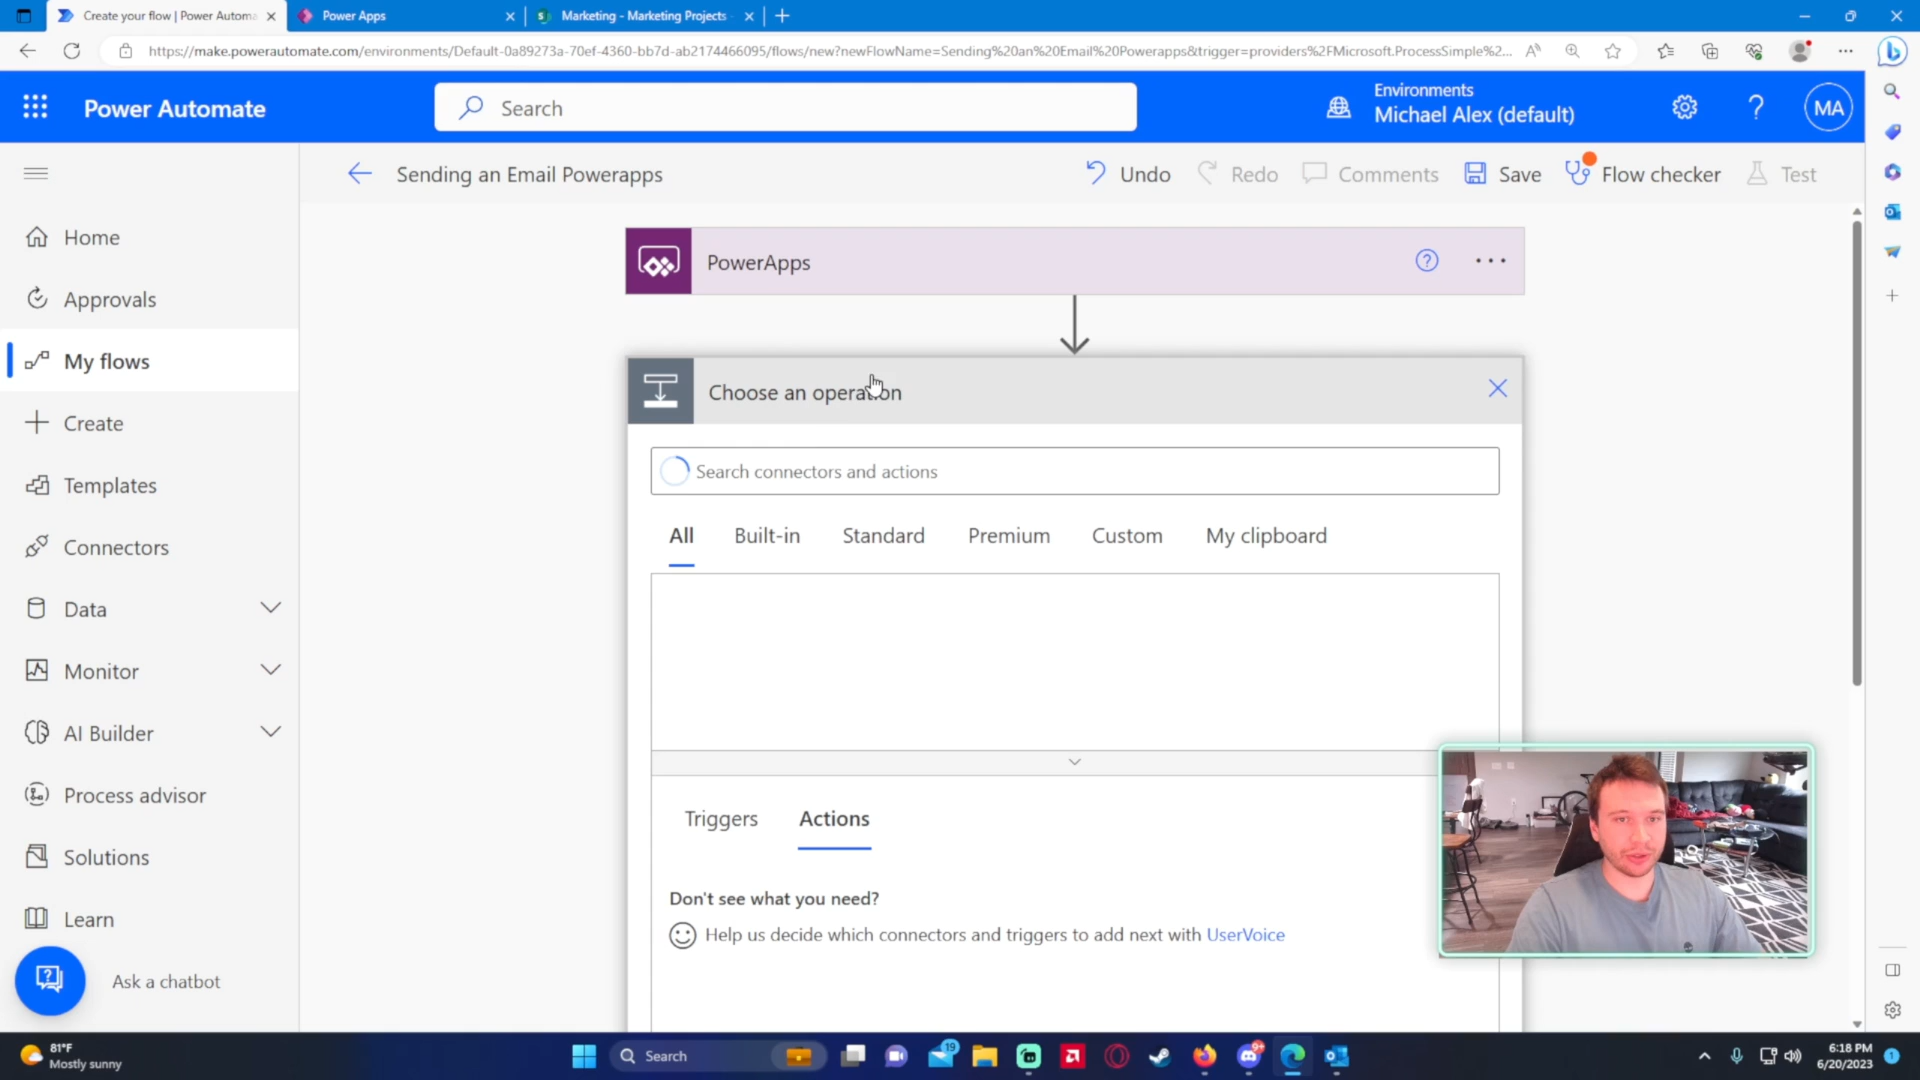 Create your flow | Power Automa
Power Apps
Marketing - Marketing Projects
https://make.powerautomate.com/environments/Default-0a89273a-70ef-4360-bb7d-ab2174466095/flows/new?newFlowName=Sending%20an%20Email%20Powerapps&trigger=providers%2FMicrosoft.ProcessSimple%2...
Power Automate
Search
Environments
Michael Alex (default)
MA
Sending an Email Powerapps
Undo
Redo
Comments
Save
Flow checker
Test
Home
Approvals
My flows
Create
Templates
Connectors
Data
Monitor
AI Builder
Process advisor
Solutions
Learn
Ask a chatbot
PowerApps
Choose an operation
Search connectors and actions
All
Built-in
Standard
Premium
Custom
My clipboard
Triggers
Actions
Don't see what you need?
Help us decide which connectors and triggers to add next with UserVoice
81°F
Mostly sunny
Search
19
9+
6:18 PM
6/20/2023
1